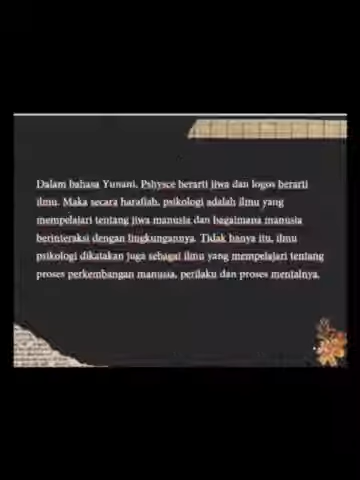 Dalam bahasa Yunani, Pshysce berarti jiwa dan logos berarti
ilmu. Maka secara harafiah, psikologi adalah ilmu yang
mempelajari tentang jiwa manusia dan bagaimana manusia
berinteraksi dengan lingkungannya. Tidak hanya itu, ilmu
psikologi dikatakan juga sebagai ilmu yang mempelajari tentang
proses perkembangan manusia, perilaku dan proses mentalnya.